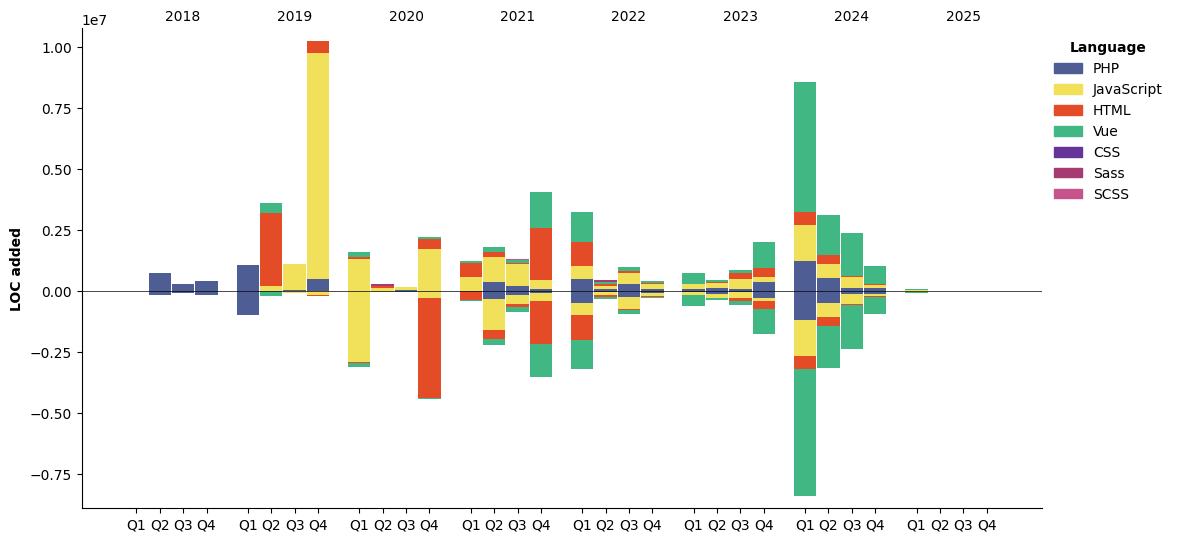 1e7
2018 2019 2020 2021 2022 2023 2024 2025
1.00
0.75
0.50
0.25
0.00
−0.25
−0.50
−0.75
LOC added
Q1 Q2 Q3 Q4 Q1 Q2 Q3 Q4 Q1 Q2 Q3 Q4 Q1 Q2 Q3 Q4 Q1 Q2 Q3 Q4 Q1 Q2 Q3 Q4 Q1 Q2 Q3 Q4 Q1 Q2 Q3 Q4
Language
PHP
JavaScript
HTML
Vue
CSS
Sass
SCSS